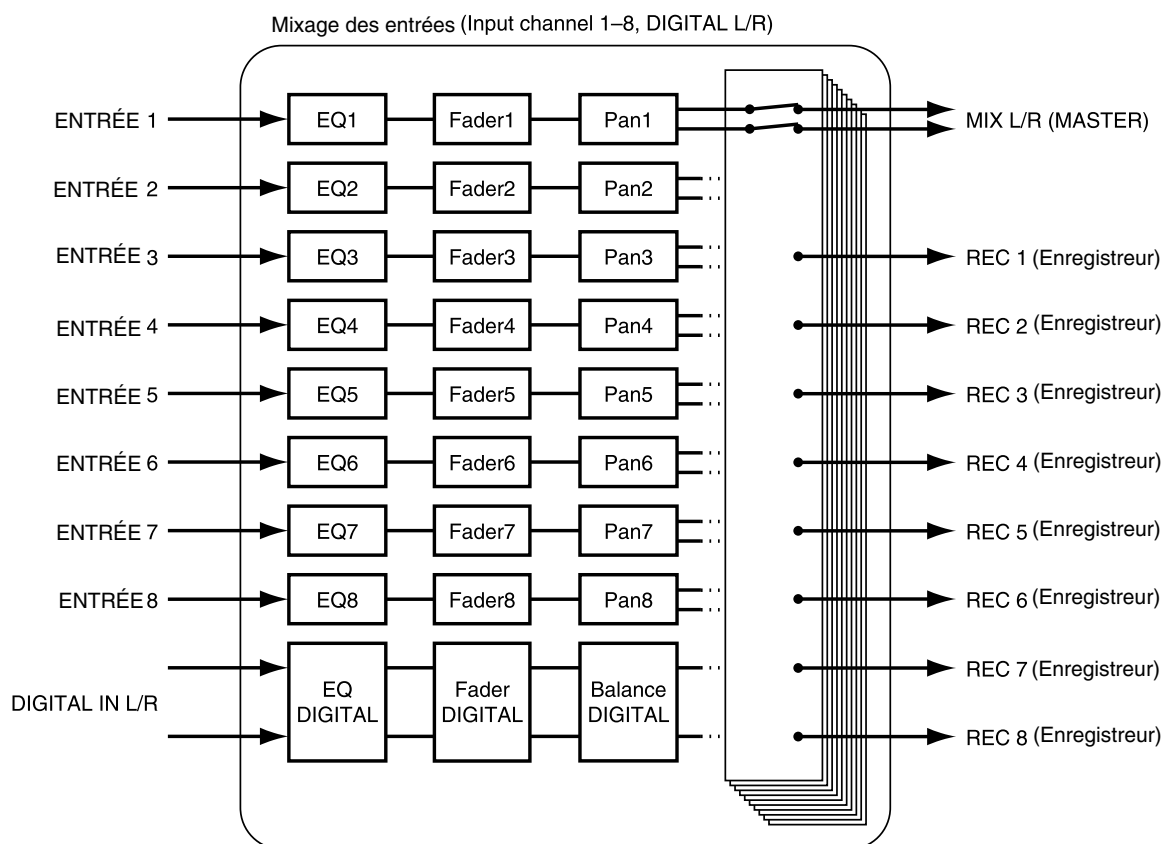 Mixage des entrées (Input channel 1–8, DIGITAL L/R)
ENTRÉE 1
EQ1
Fader1
Pan1
MIX L/R (MASTER)
ENTRÉE 2
EQ2
Fader2
Pan2
ENTRÉE 3
EQ3
Fader3
Pan3
REC 1 (Enregistreur)
ENTRÉE 4
EQ4
Fader4
Pan4
REC 2 (Enregistreur)
ENTRÉE 5
EQ5
Fader5
Pan5
REC 3 (Enregistreur)
ENTRÉE 6
EQ6
Fader6
Pan6
REC 4 (Enregistreur)
ENTRÉE 7
EQ7
Fader7
Pan7
REC 5 (Enregistreur)
ENTRÉE 8
EQ8
Fader8
Pan8
REC 6 (Enregistreur)
DIGITAL IN L/R
EQ
DIGITAL
Fader
DIGITAL
Balance
DIGITAL
REC 7 (Enregistreur)
REC 8 (Enregistreur)